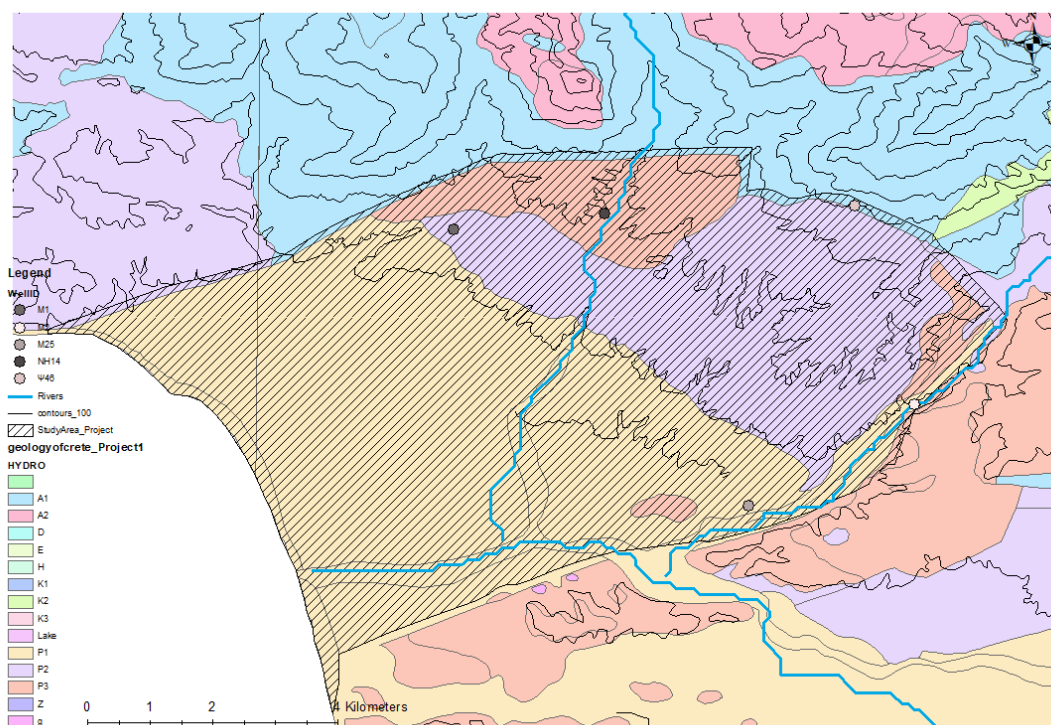 Legend
WellID
M1
M25
NH14
Ψ46
Rivers
contours_100
StudyArea_Project
geologyofcrete_Project1
HYDRO
A1
A2
D
E
H
K1
K2
K3
Lake
P1
P2
P3
Z
g
0 1 2 4 Kilometers